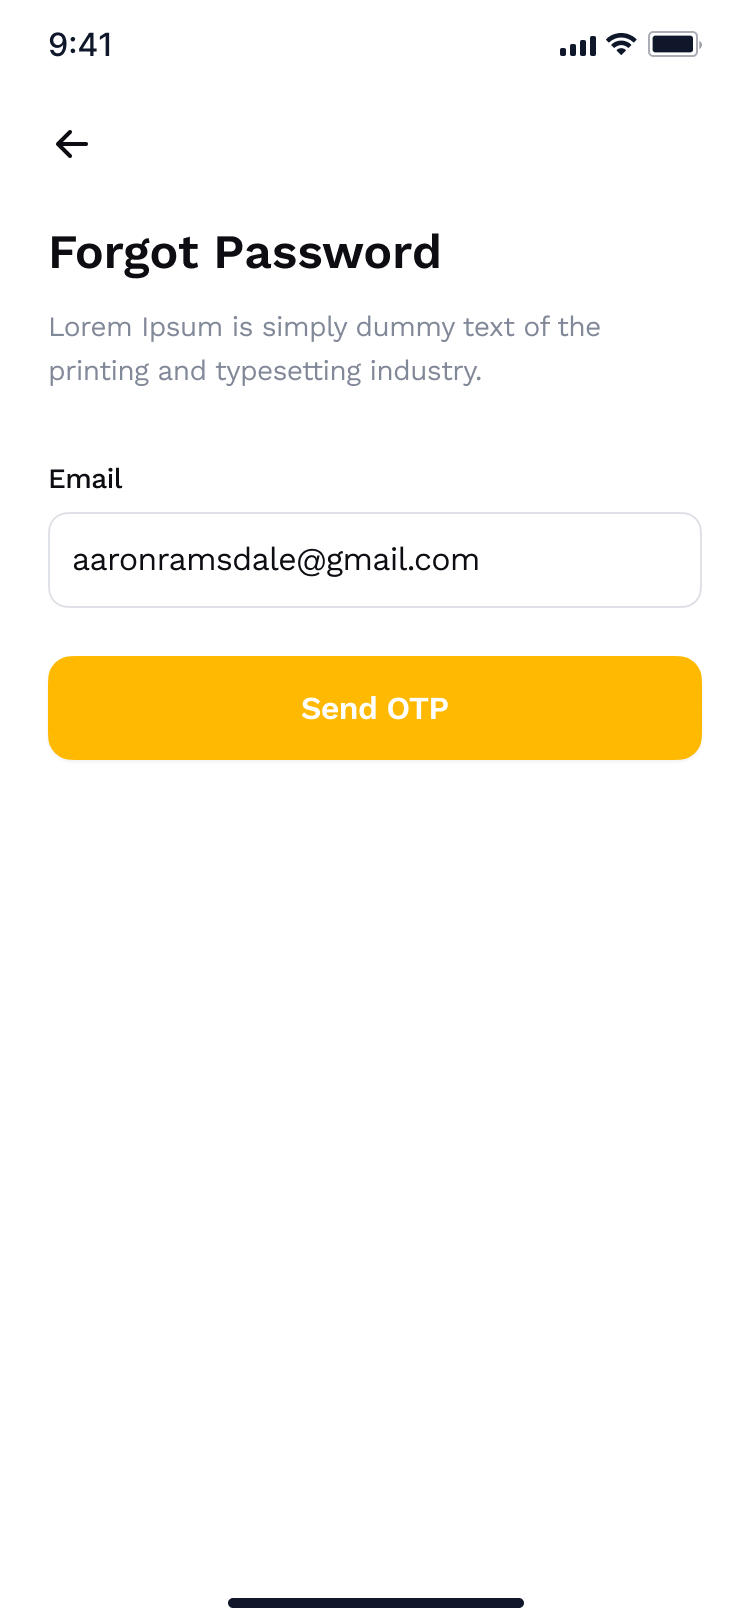 9:41
Forgot Password
Lorem Ipsum is simply dummy text of the
printing and typesetting industry.
Email
aaronramsdale@gmail.com
Send OTP